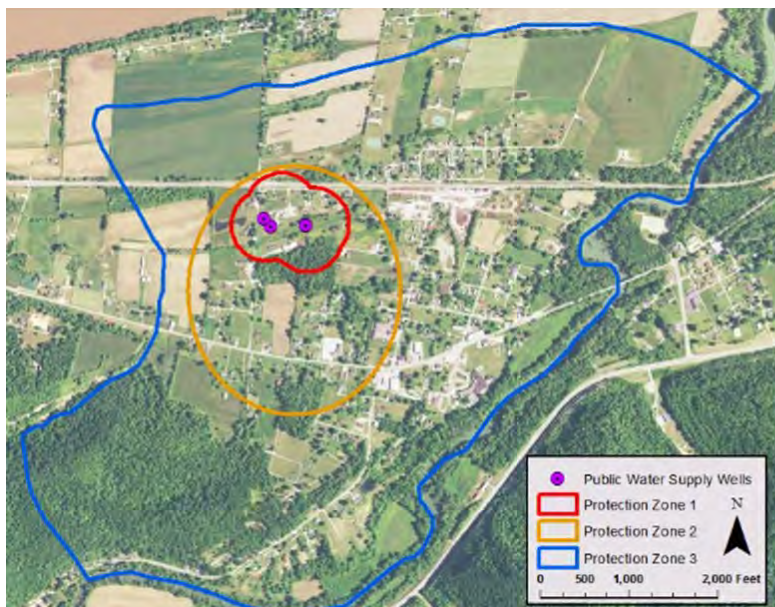 Public Water Supply Wells
Protection Zone 1
N
Protection Zone 2
Protection Zone 3
0 500 1,000 2,000 Feet